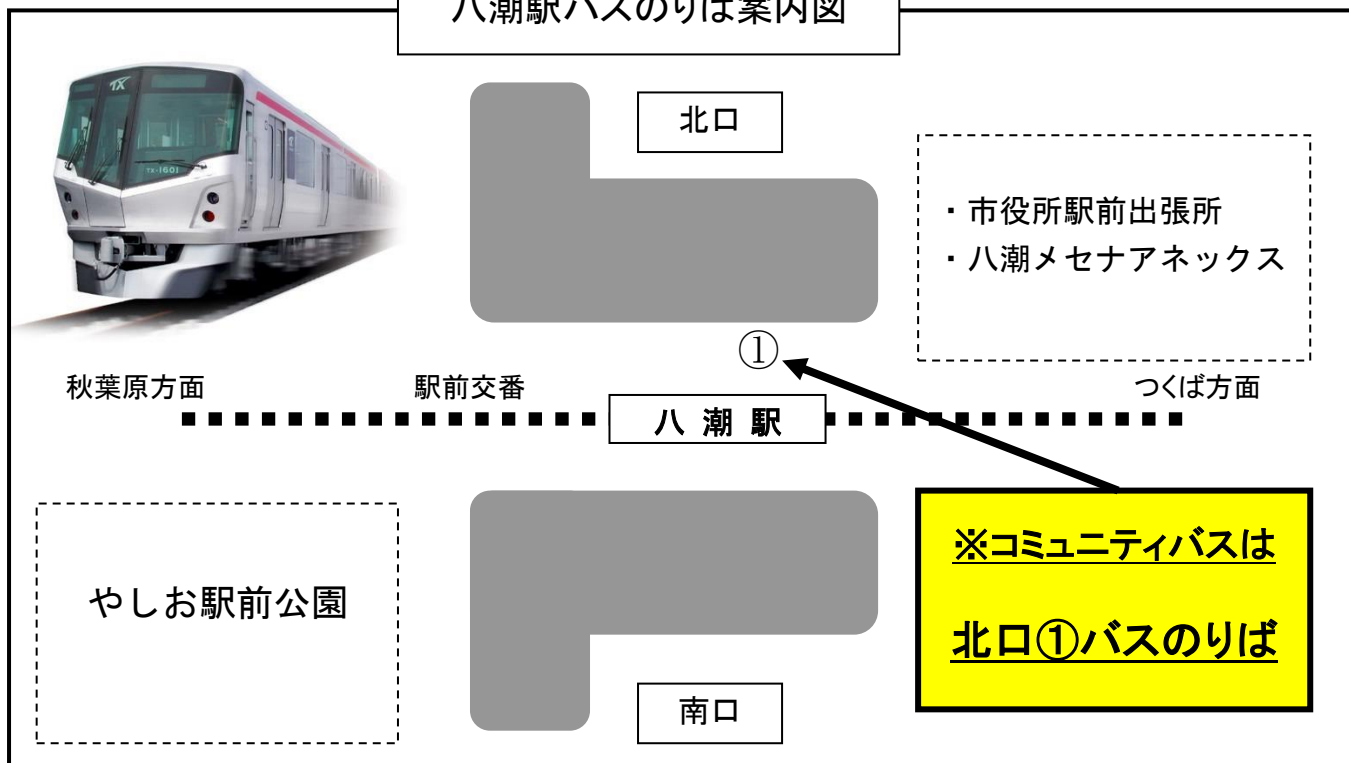 八潮駅バスのりば案内図
TX
TX-1601
北口
・市役所駅前出張所
・八潮メセナアネックス
①
秋葉原方面
駅前交番
つくば方面
八潮駅
※コミュニティバスは
北口①バスのりば
やしお駅前公園
南口